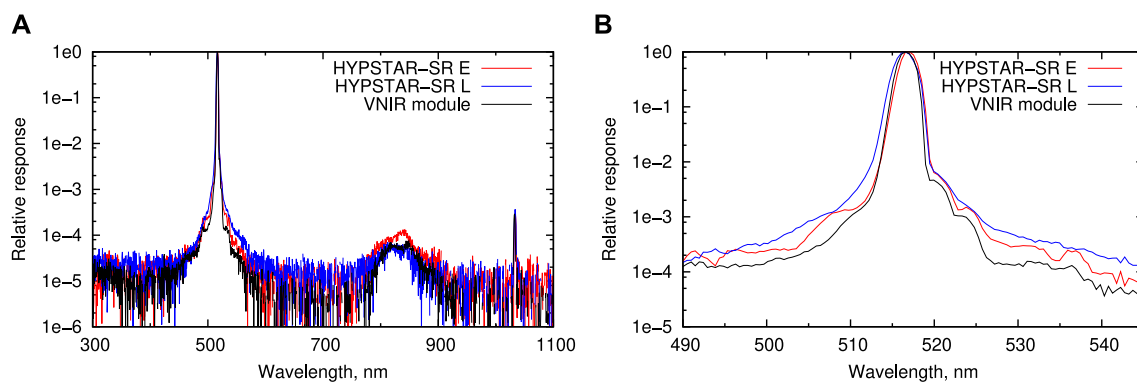 A
Relative response
1e0
1e−1
1e−2
1e−3
1e−4
1e−5
1e−6
HYPSTAR−SR E
HYPSTAR−SR L
VNIR module
300
500
700
900
1100
Wavelength, nm
B
Relative response
1e0
1e−1
1e−2
1e−3
1e−4
1e−5
HYPSTAR−SR E
HYPSTAR−SR L
VNIR module
490
500
510
520
530
540
Wavelength, nm